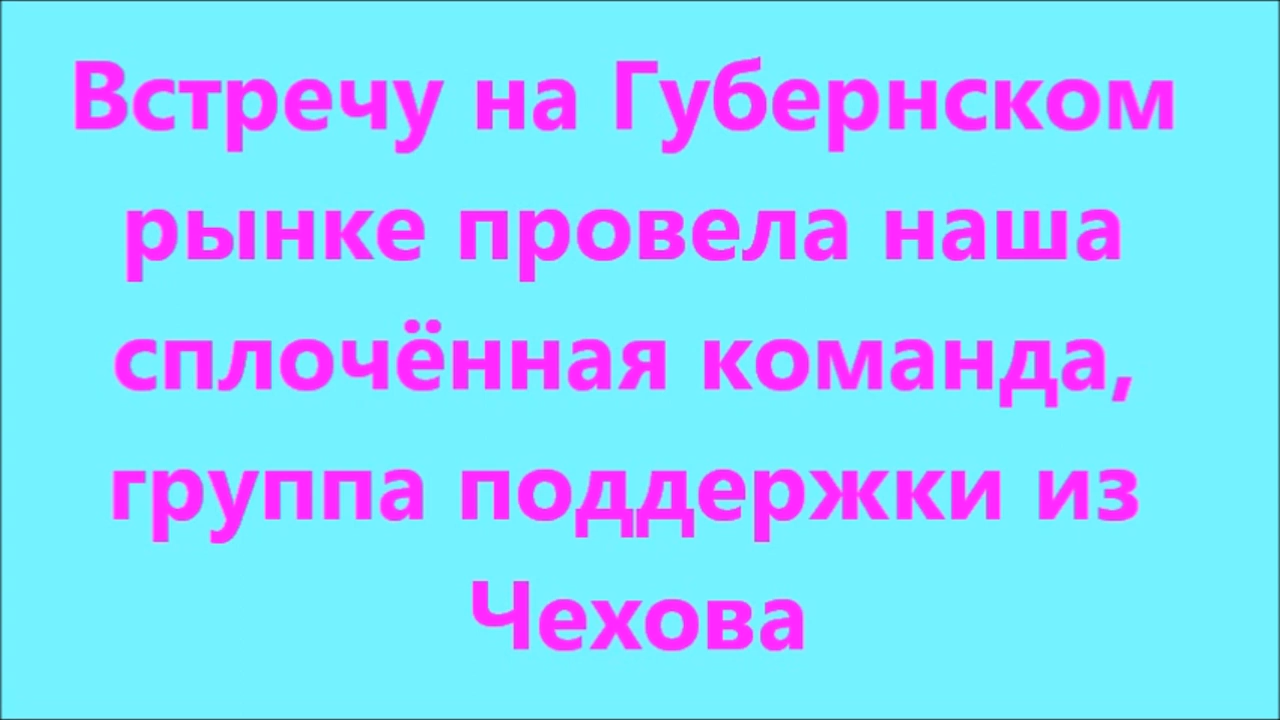 Встречу на Губернском
рынке провела наша
сплочённая команда,
группа поддержки из
Чехова